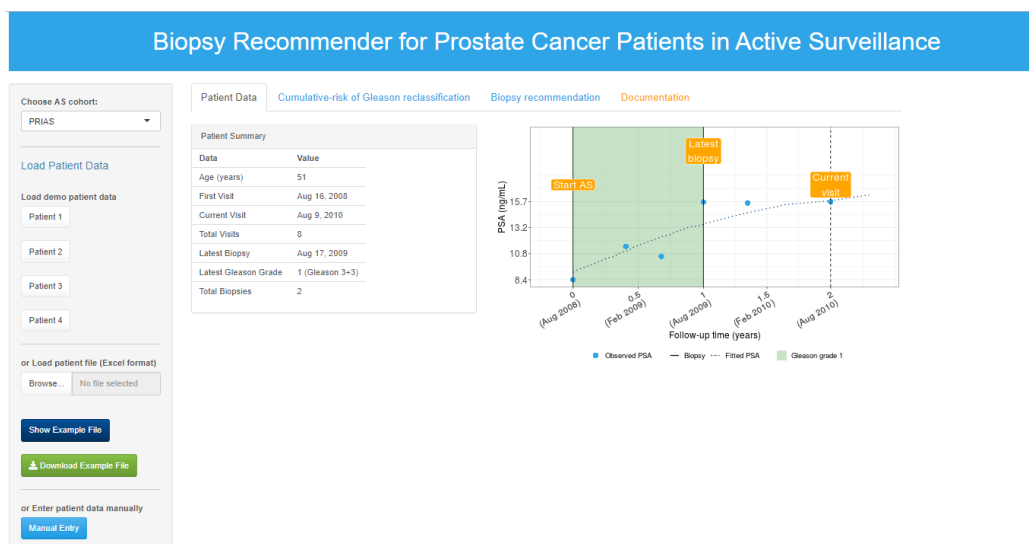 Biopsy Recommender for Prostate Cancer Patients in Active Surveillance
Choose AS cohort:
PRIAS
Load Patient Data
Load demo patient data
Patient 1
Patient 2
Patient 3
Patient 4
or Load patient file (Excel format)
Browse... No file selected
Show Example File
Download Example File
or Enter patient data manually
Manual Entry
Patient Data Cumulative-risk of Gleason reclassification Biopsy recommendation Documentation
Patient Summary
Data Value
Age (years) 51
First Visit Aug 16, 2008
Current Visit Aug 9, 2010
Total Visits 8
Latest Biopsy Aug 17, 2009
Latest Gleason Grade 1 (Gleason 3+3)
Total Biopsies 2
PSA (ng/mL)
15.7
13.2
10.8
8.4
Start AS
Latest
biopsy
Current
visit
0
(Aug 2008)
0.5
(Feb 2009)
1
(Aug 2009)
1.5
(Feb 2010)
2
(Aug 2010)
Follow-up time (years)
Observed PSA Biopsy Fitted PSA Gleason grade 1